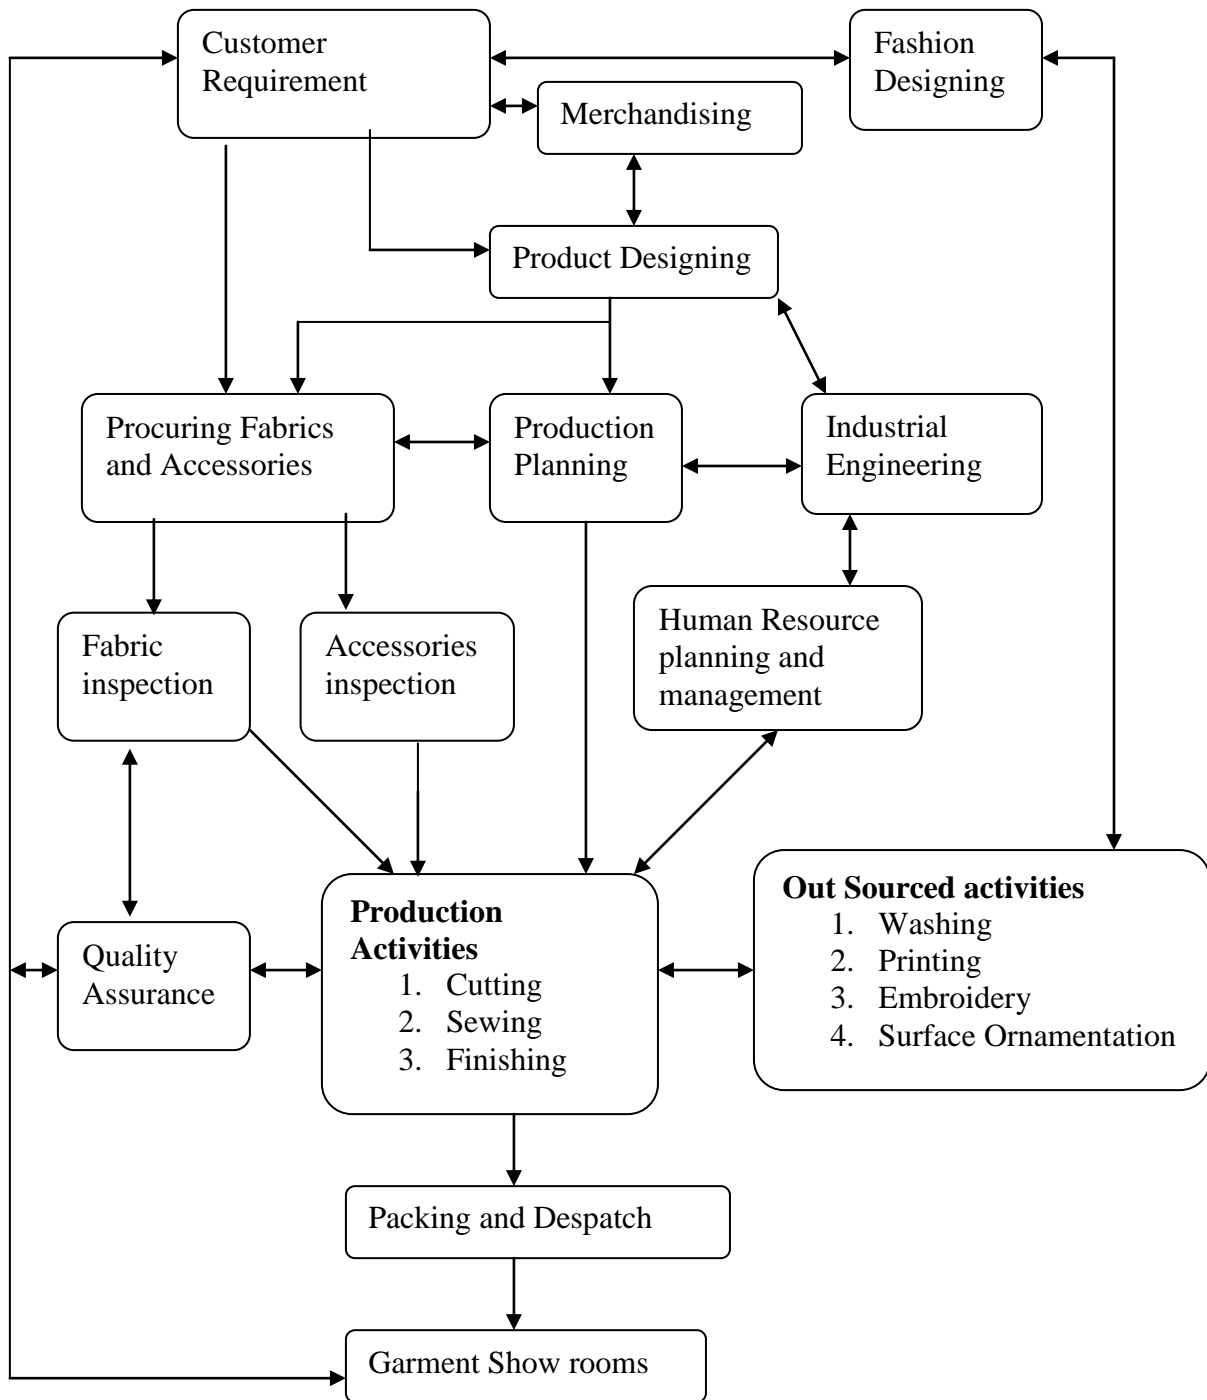 Customer
Requirement
Fashion
Designing
Merchandising
Product Designing
Procuring Fabrics
and Accessories
Production
Planning
Industrial
Engineering
Fabric
inspection
Accessories
inspection
Human Resource
planning and
management
Quality
Assurance
Production
Activities
1. Cutting
2. Sewing
3. Finishing
Out Sourced activities
1. Washing
2. Printing
3. Embroidery
4. Surface Ornamentation
Packing and Despatch
Garment Show rooms